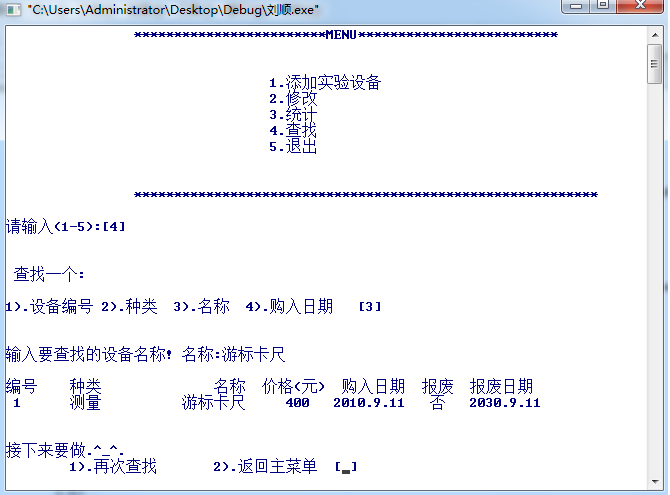 "C:\Users\Administrator\Desktop\Debug\刘顺.exe"
*************************MENU*************************
1.添加实验设备
2.修改
3.统计
4.查找
5.退出
**********************************************************
请输入(1-5):[4]
查找一个:
1).设备编号 2).种类 3).名称 4).购入日期 [3]
输入要查找的设备名称! 名称:游标卡尺
编号 种类 名称 价格(元) 购入日期 报废 报废日期
1 测量 游标卡尺 400 2010.9.11 否 2030.9.11
接下来要做.^_^.
1).再次查找 2).返回主菜单 [_]